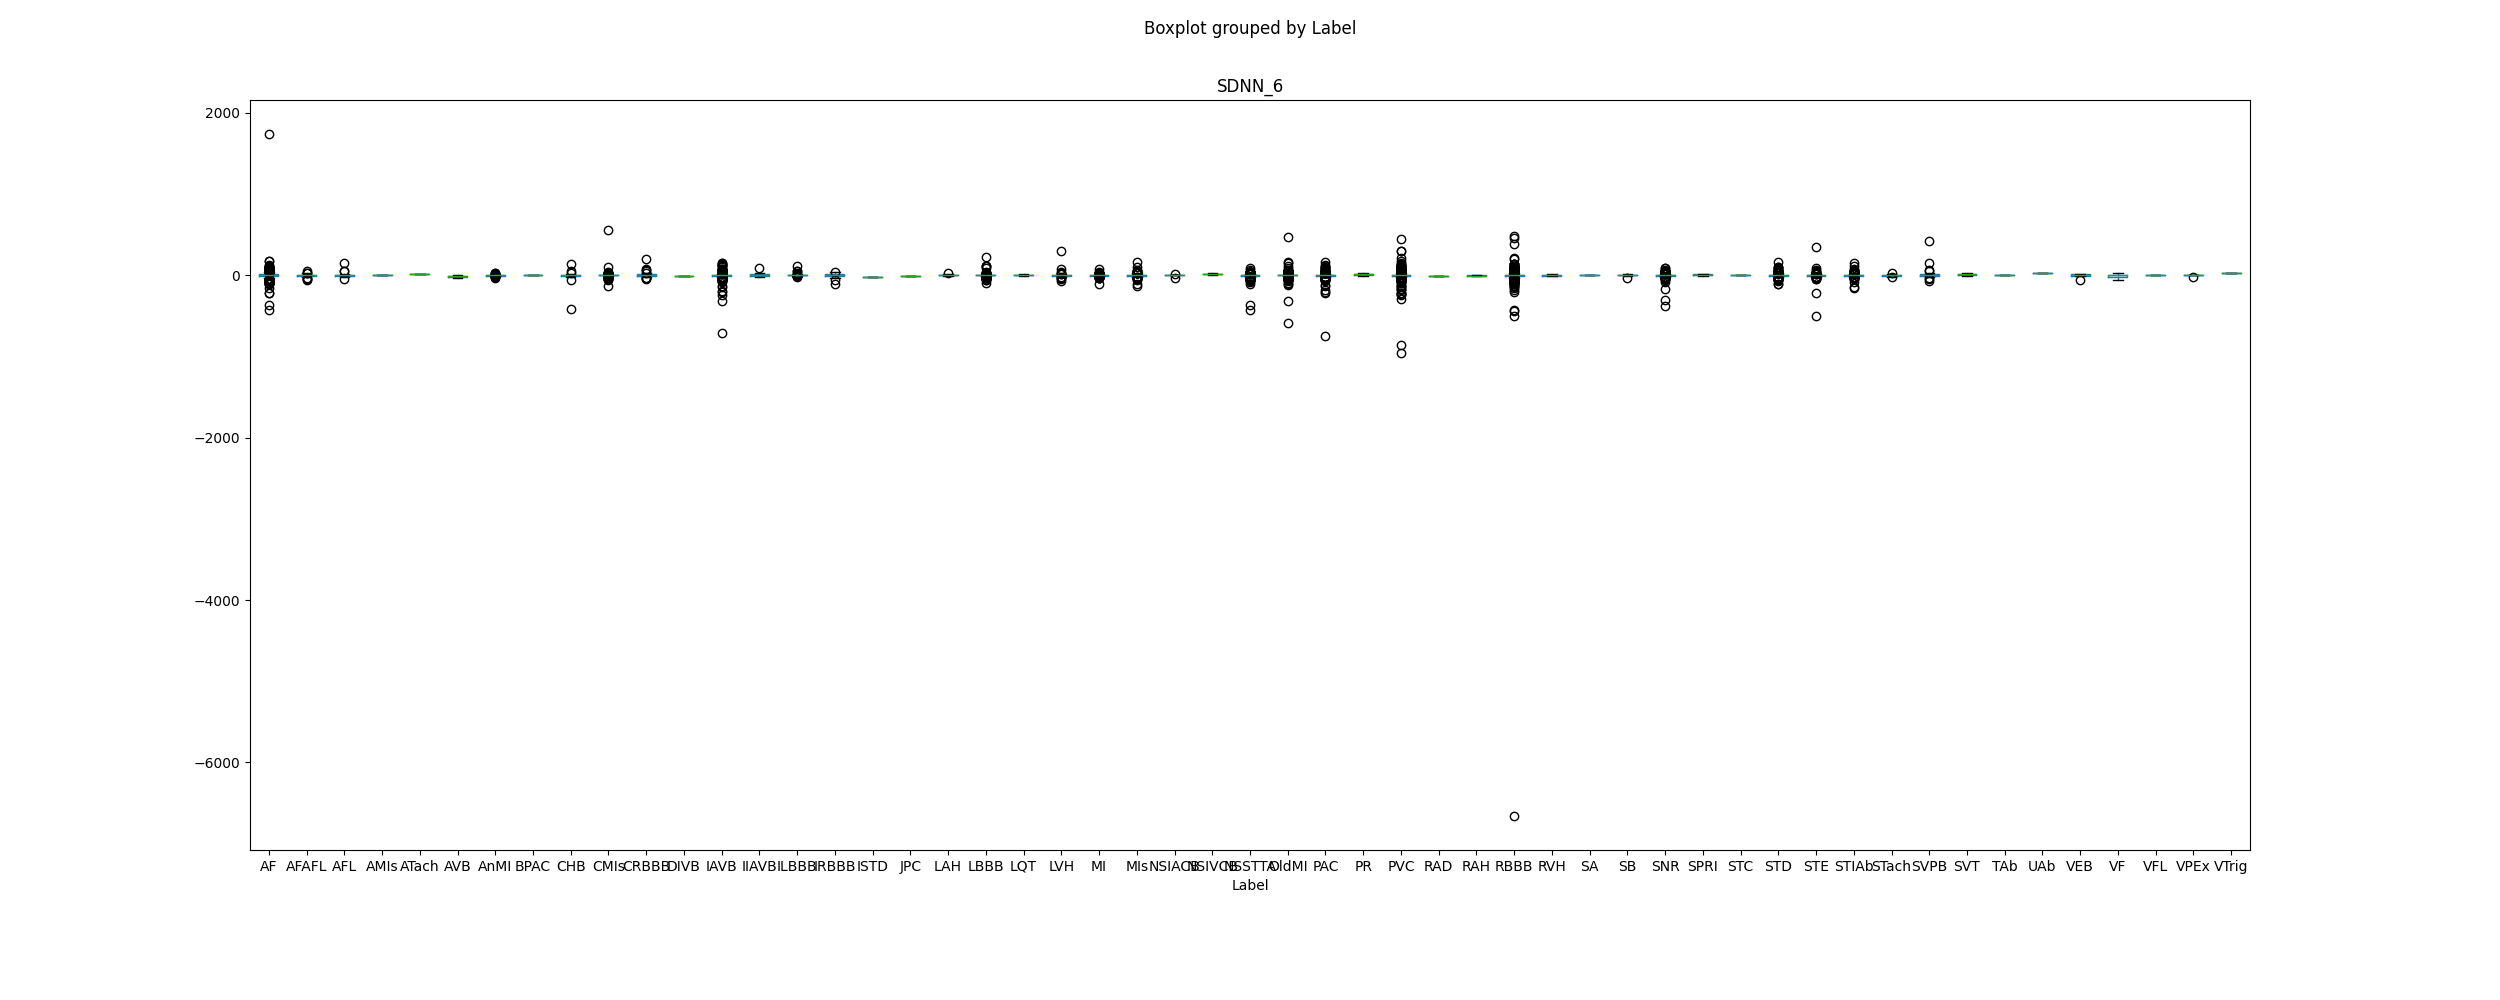 Boxplot grouped by Label
SDNN_6
2000
0
−2000
−4000
−6000
AF AFAFL AFL AMIs ATach AVB AnMI BPAC CHB CMIs CRBBB DIVB IAVB IIAVB ILBBB IRBBB ISTD JPC LAH LBBB LQT LVH MI MIs NSIACB NSIVCB NSSTTA OldMI PAC PR PVC RAD RAH RBBB RVH SA SB SNR SPRI STC STD STE STIAb STach SVPB SVT TAb UAb VEB VF VFL VPEx VTrig
Label